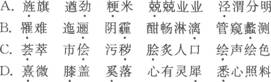 A. 旌旗 遒劲 粳米 兢兢业业 泾渭分明
B. 罹难 迤逦 阴霾 酣畅淋漓 管窥蠡测
C. 荟萃 市侩 污秽 脍炙人口 绘声绘色
D. 熹微 膝盖 奚落 心有灵犀 悉心照料